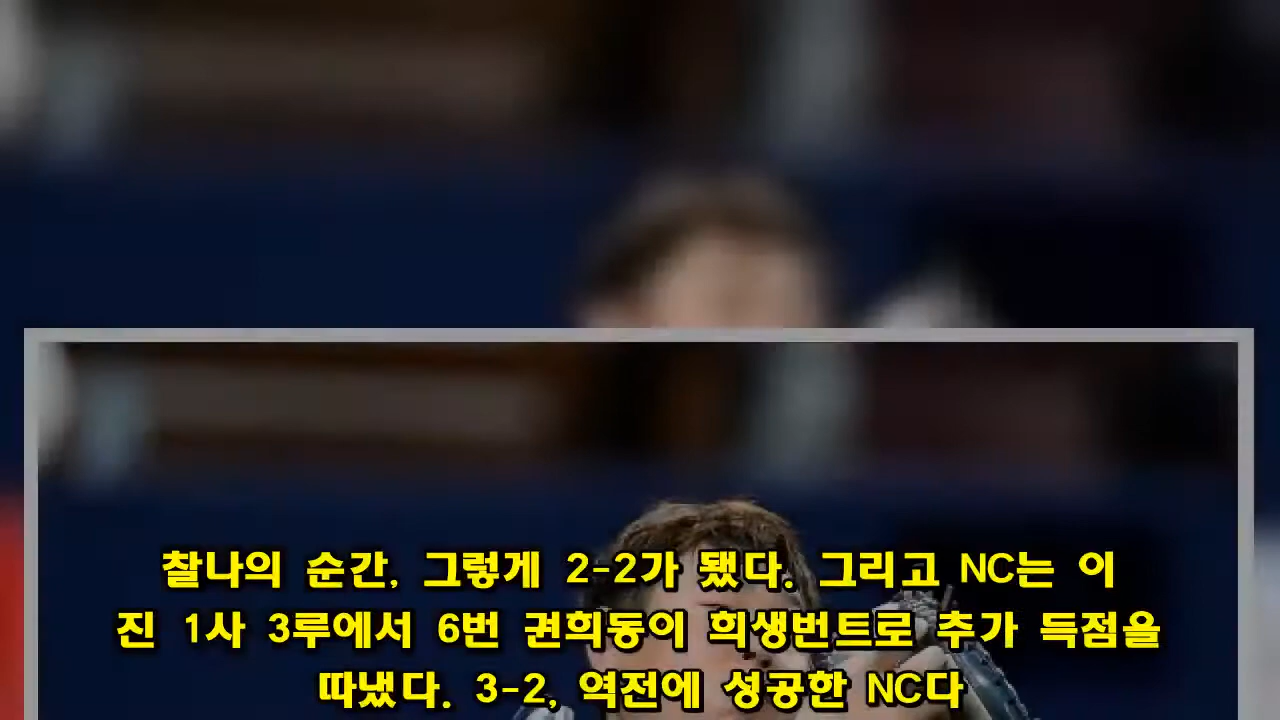 찰나의 순간, 그렇게 2-2가 됐다. 그리고 NC는 이
진 1사 3루에서 6번 권희동이 희생번트로 추가 득점을
따냈다. 3-2, 역전에 성공한 NC다